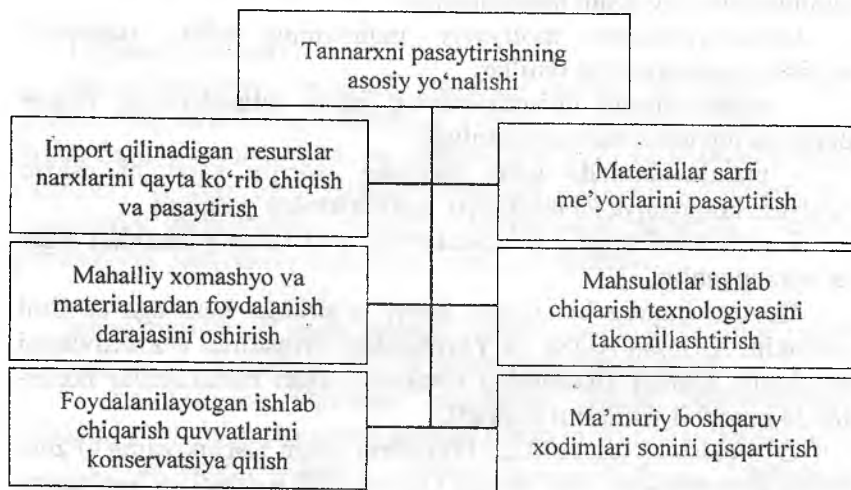 Tannarxni pasaytirishning
asosiy yo‘nalishi
Import qilinadigan resurslar
narxlarini qayta ko‘rib chiqish
va pasaytirish
Materiallar sarfi
me’yorlarini pasaytirish
Mahalliy xomashyo va
materiallardan foydalanish
darajasini oshirish
Mahsulotlar ishlab
chiqarish texnologiyasini
takomillashtirish
Foydalanilayotgan ishlab
chiqarish quvvatlarini
konservatsiya qilish
Ma’muriy boshqaruv
xodimlari sonini qisqartirish